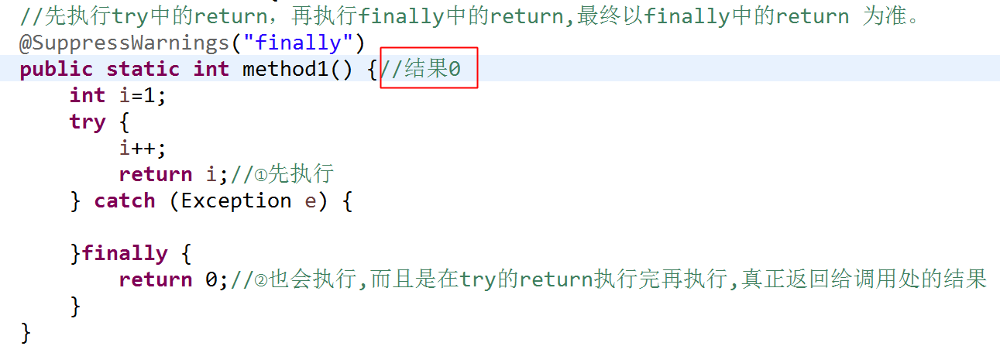 //先执行try中的return，再执行finally中的return,最终以finally中的return 为准。
@SuppressWarnings("finally")
public static int method1() {//结果0
    int i=1;
    try {
        i++;
        return i;//①先执行
    } catch (Exception e) {
    }finally {
        return 0;//②也会执行,而且是在try的return执行完再执行,真正返回给调用处的结果
    }
}